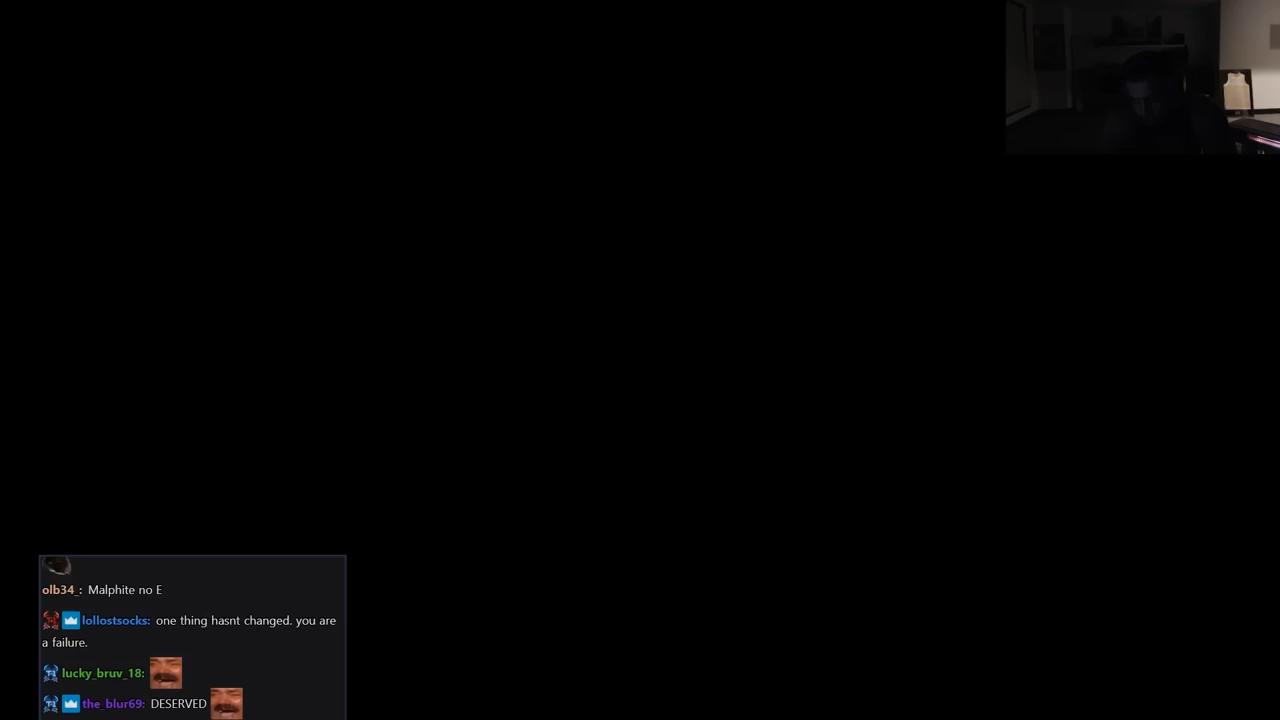 olb34_: Malphite no E
lollostsocks: one thing hasnt changed. you are
a failure.
lucky_bruv_18:
the_blur69: DESERVED